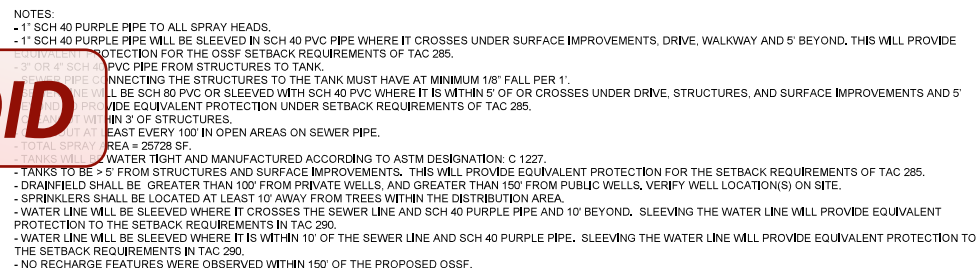 NOTES:
- 1" SCH 40 PURPLE PIPE TO ALL SPRAY HEADS.
- 1" SCH 40 PURPLE PIPE WILL BE SLEEVED IN SCH 40 PVC PIPE WHERE IT CROSSES UNDER SURFACE IMPROVEMENTS, DRIVE, WALKWAY AND 5' BEYOND. THIS WILL PROVIDE
EQUIVALENT PROTECTION FOR THE OSSF SETBACK REQUIREMENTS OF TAC 285.
- 3" OR 4" SCH 40 PVC PIPE FROM STRUCTURES TO TANK.
- SEWER PIPE CONNECTING THE STRUCTURES TO THE TANK MUST HAVE AT MINIMUM 1/8" FALL PER 1'.
WILL BE SCH 80 PVC OR SLEEVED WITH SCH 40 PVC WHERE IT IS WITHIN 5' OF OR CROSSES UNDER DRIVE, STRUCTURES, AND SURFACE IMPROVEMENTS AND 5'
PROVIDE EQUIVALENT PROTECTION UNDER SETBACK REQUIREMENTS OF TAC 285.
WITHIN 3' OF STRUCTURES.
AT LEAST EVERY 100' IN OPEN AREAS ON SEWER PIPE.
- TOTAL SPRAY AREA = 25728 SF.
- TANKS WILL BE WATER TIGHT AND MANUFACTURED ACCORDING TO ASTM DESIGNATION: C 1227.
- TANKS TO BE > 5' FROM STRUCTURES AND SURFACE IMPROVEMENTS. THIS WILL PROVIDE EQUIVALENT PROTECTION FOR THE SETBACK REQUIREMENTS OF TAC 285.
- DRAINFIELD SHALL BE GREATER THAN 100' FROM PRIVATE WELLS, AND GREATER THAN 150' FROM PUBLIC WELLS. VERIFY WELL LOCATION(S) ON SITE.
- SPRINKLERS SHALL BE LOCATED AT LEAST 10' AWAY FROM TREES WITHIN THE DISTRIBUTION AREA.
- WATER LINE WILL BE SLEEVED WHERE IT CROSSES THE SEWER LINE AND SCH 40 PURPLE PIPE AND 10' BEYOND. SLEEVING THE WATER LINE WILL PROVIDE EQUIVALENT
PROTECTION TO THE SETBACK REQUIREMENTS IN TAC 290.
- WATER LINE WILL BE SLEEVED WHERE IT IS WITHIN 10' OF THE SEWER LINE AND SCH 40 PURPLE PIPE. SLEEVING THE WATER LINE WILL PROVIDE EQUIVALENT PROTECTION TO
THE SETBACK REQUIREMENTS IN TAC 290.
- NO RECHARGE FEATURES WERE OBSERVED WITHIN 150' OF THE PROPOSED OSSF.